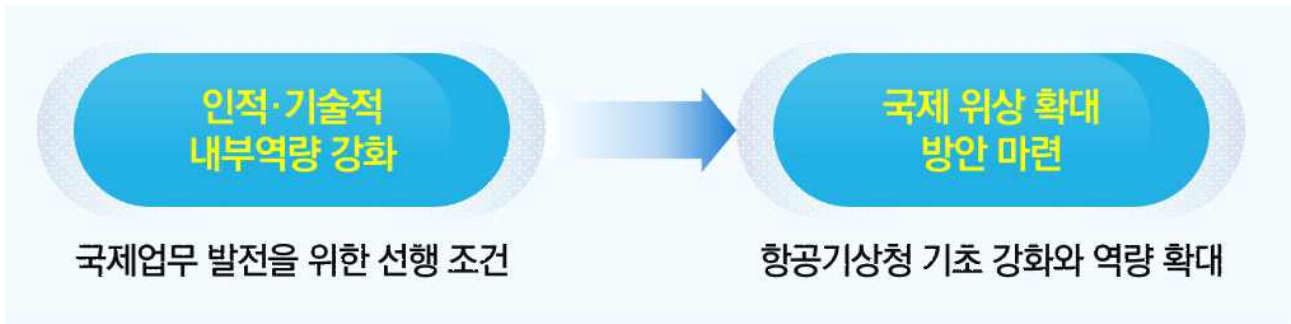 인적·기술적
내부역량 강화
국제업무 발전을 위한 선행 조건
국제 위상 확대
방안 마련
항공기상청 기초 강화와 역량 확대